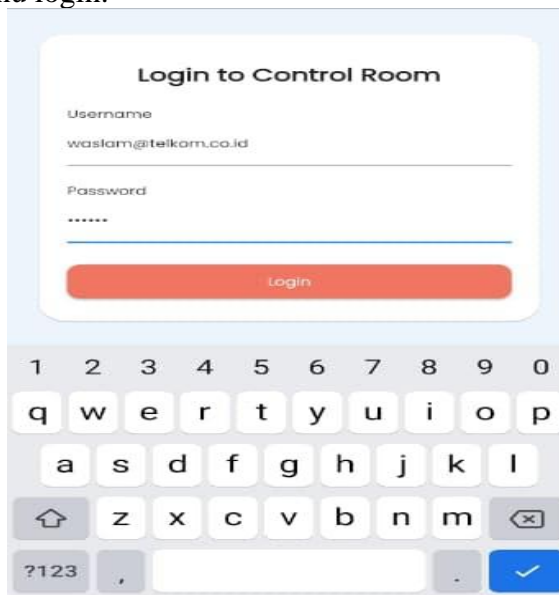 login.
Login to Control Room
Username
waslam@telkom.co.id
Password
••••••
Login
1 2 3 4 5 6 7 8 9 0
q w e r t y u i o p
a s d f g h j k l
z x c v b n m
?123 , .